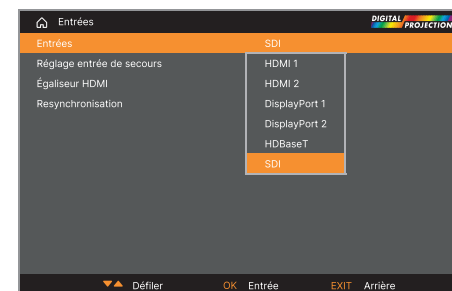 Entrées
DIGITAL PROJECTION
Entrées SDI
Réglage entrée de secours HDMI 1
Égaliseur HDMI HDMI 2
Resynchronisation DisplayPort 1
DisplayPort 2
HDBaseT
SDI
Défiler OK Entrée EXIT Arrière